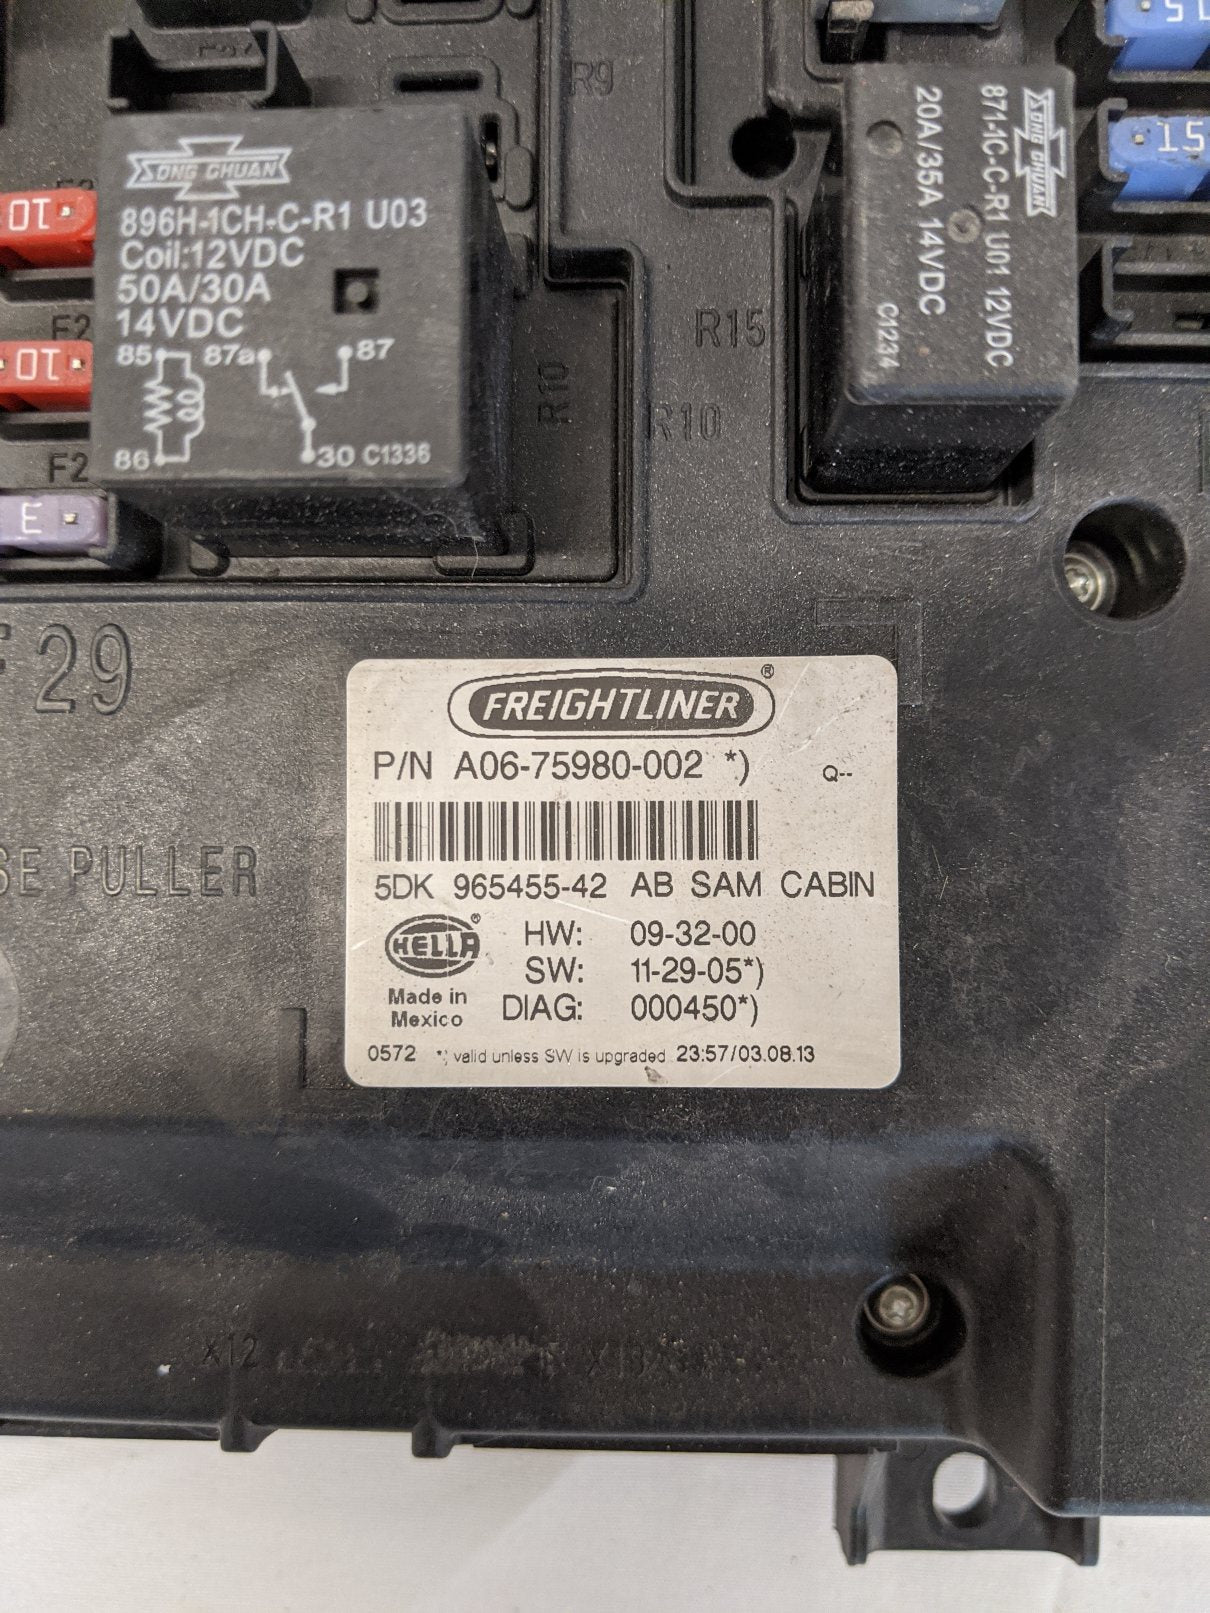 R9
SONG CHUAN
896H-1CH-C-R1 U03
Coil:12VDC
50A/30A
14VDC
85 87a 87
86 30 C1336
SONG CHUAN
871-1C-C-R1 U01 12VDC
20A/35A 14VDC
C1234
15
10
F2
10
F2
3
R15
R10
R10
F29
PULLER
FREIGHTLINER ®
P/N A06-75980-002 *) Q--
5DK 965455-42 AB SAM CABIN
HELLA ® HW: 09-32-00
SW: 11-29-05*)
Made in DIAG: 000450*)
Mexico
0572 *) valid unless SW is upgraded 23:57/03.08.13
X12